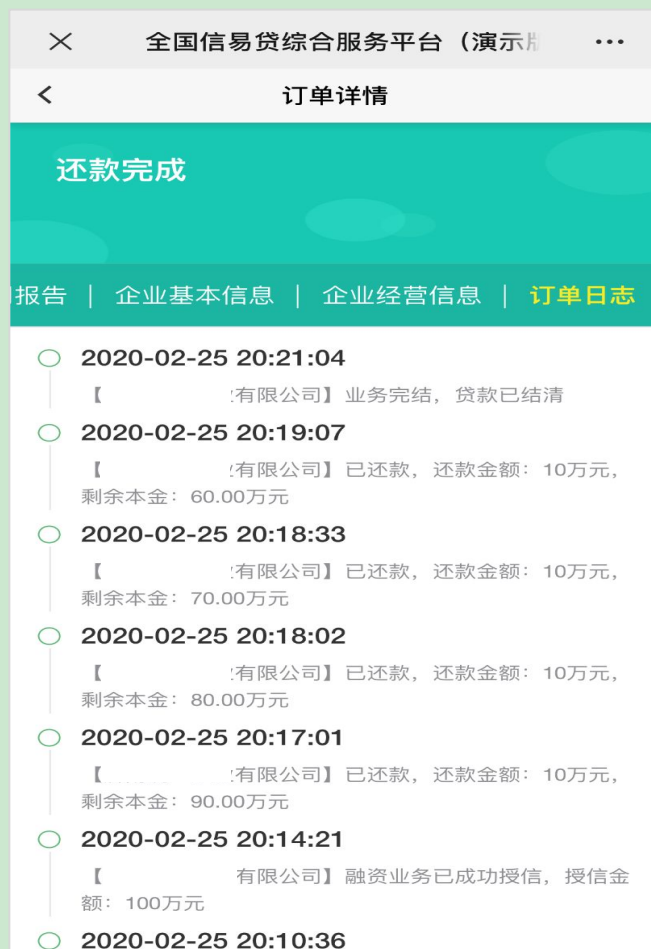 全国信易贷综合服务平台（演示
订单详情
还款完成
报告 | 企业基本信息 | 企业经营信息 | 订单日志
2020-02-25 20:21:04
【 有限公司】业务完结，贷款已结清
2020-02-25 20:19:07
【 有限公司】已还款，还款金额：10万元，
剩余本金：60.00万元
2020-02-25 20:18:33
【 有限公司】已还款，还款金额：10万元，
剩余本金：70.00万元
2020-02-25 20:18:02
【 有限公司】已还款，还款金额：10万元，
剩余本金：80.00万元
2020-02-25 20:17:01
【 有限公司】已还款，还款金额：10万元，
剩余本金：90.00万元
2020-02-25 20:14:21
【 有限公司】融资业务已成功授信，授信金
额：100万元
2020-02-25 20:10:36